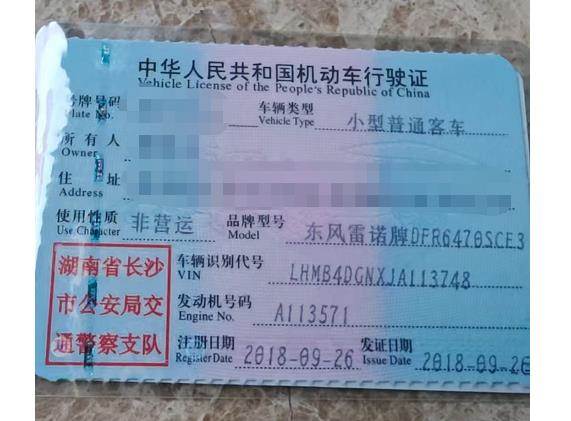 中华人民共和国机动车行驶证
Vehicle License of the People's Republic of China
号牌号码
Plate No.
车辆类型 小型普通客车
Vehicle Type
所有人
Owner
住址
Address
使用性质 非营运
Use Character
品牌型号 东风雷诺牌DFR6470SCE3
Model
车辆识别代号 LHMB4DGNXJA113748
VIN
发动机号码 A113571
Engine No.
湖南省长沙
市公安局交
通警察支队
注册日期 2018-09-26
Register Date
发证日期 2018-09-26
Issue Date